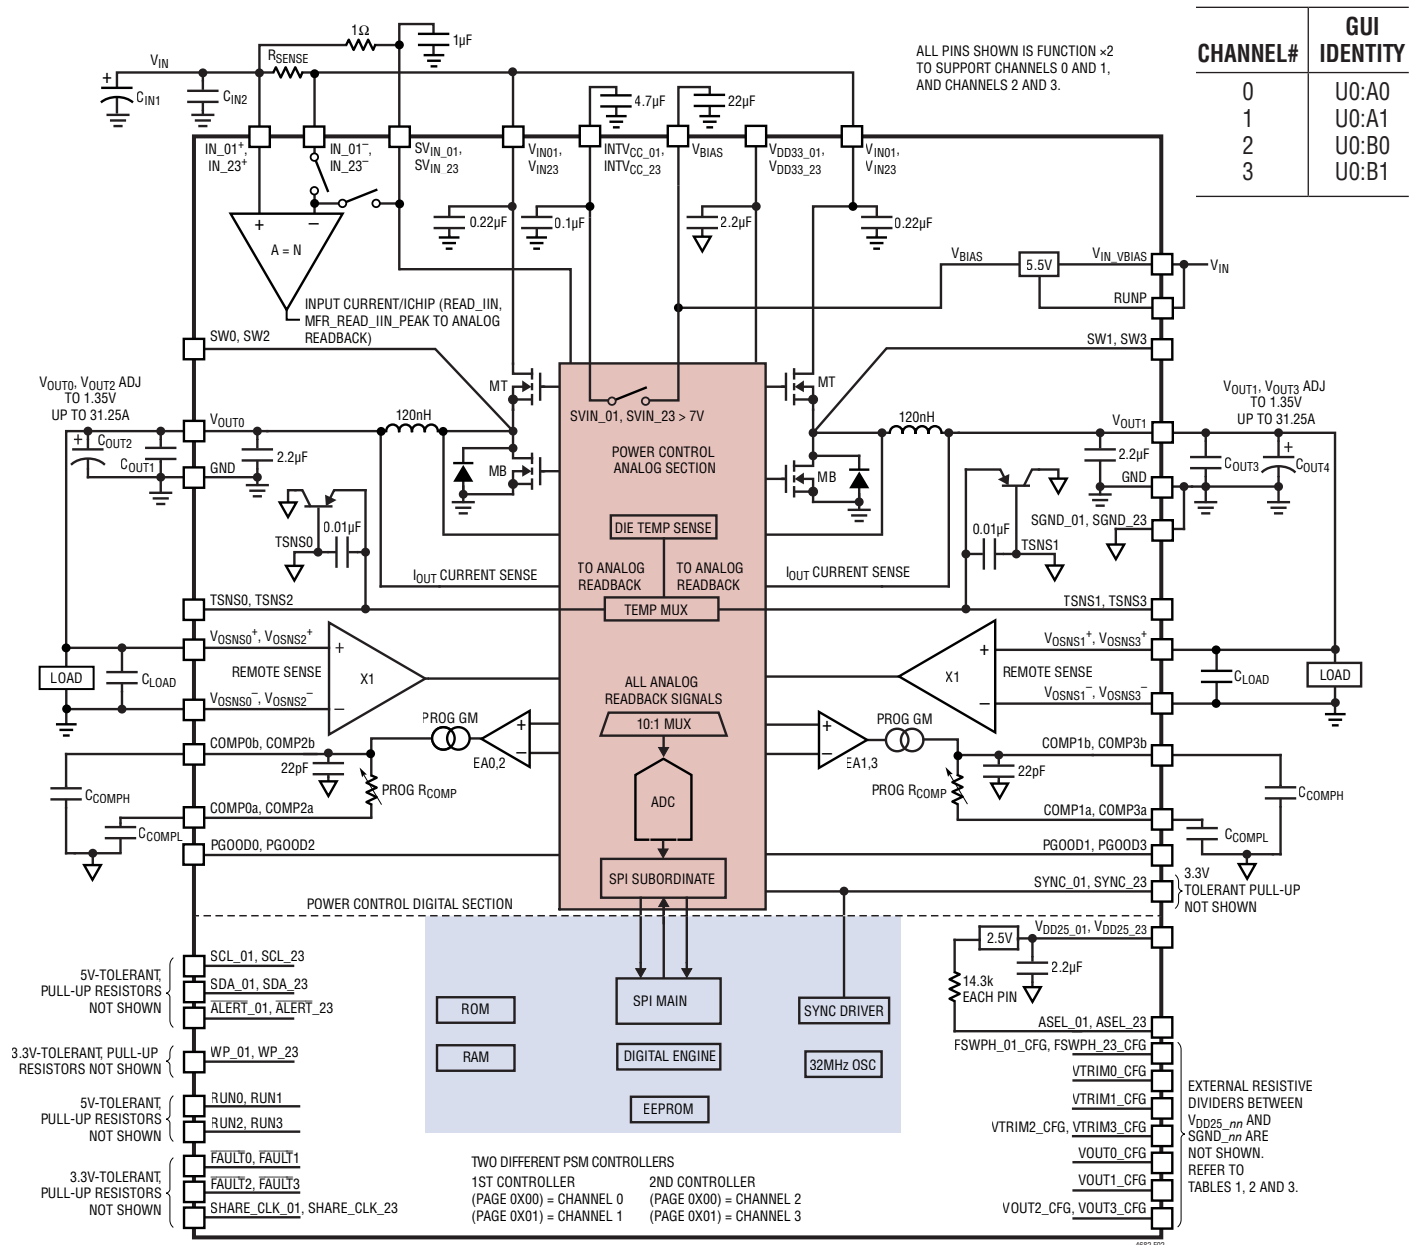 1Ω
1µF
RSENSE
VIN
+
CIN1
CIN2
4.7µF
22µF
ALL PINS SHOWN IS FUNCTION ×2
TO SUPPORT CHANNELS 0 AND 1,
AND CHANNELS 2 AND 3.
CHANNEL#
GUI
IDENTITY
0 U0:A0
1 U0:A1
2 U0:B0
3 U0:B1
IN_01+,
IN_23+
IN_01–,
IN_23–
SVIN_01,
SVIN_23
VIN01,
VIN23
INTVCC_01,
INTVCC_23
VBIAS
VDD33_01,
VDD33_23
VIN01,
VIN23
0.22µF
0.1µF
2.2µF
0.22µF
+
–
A = N
INPUT CURRENT/ICHIP (READ_IIN,
MFR_READ_IIN_PEAK TO ANALOG
READBACK)
VBIAS
5.5V
VIN_VBIAS
VIN
RUNP
SW0, SW2
SW1, SW3
MT
MT
SVIN_01, SVIN_23 > 7V
POWER CONTROL
ANALOG SECTION
VOUT0, VOUT2 ADJ
TO 1.35V
UP TO 31.25A
VOUT1, VOUT3 ADJ
TO 1.35V
UP TO 31.25A
VOUT0
120nH
120nH
VOUT1
+
COUT2
COUT1
2.2µF
GND
MB
MB
2.2µF
GND
COUT3
+
COUT4
SGND_01, SGND_23
0.01µF
TSNS0
0.01µF
TSNS1
DIE TEMP SENSE
TO ANALOG
READBACK
TO ANALOG
READBACK
IOUT CURRENT SENSE
IOUT CURRENT SENSE
TEMP MUX
TSNS0, TSNS2
TSNS1, TSNS3
VOSNS0+, VOSNS2+
VOSNS1+, VOSNS3+
+
REMOTE SENSE
X1
–
+
X1
REMOTE SENSE
–
LOAD
CLOAD
CLOAD
LOAD
VOSNS0–, VOSNS2–
VOSNS1–, VOSNS3–
ALL ANALOG
READBACK SIGNALS
10:1 MUX
PROG GM
+
–
EA0,2
PROG GM
+
–
EA1,3
COMP0b, COMP2b
COMP1b, COMP3b
22pF
22pF
PROG RCOMP
PROG RCOMP
CCOMPH
CCOMPH
COMP0a, COMP2a
COMP1a, COMP3a
CCOMPL
CCOMPL
ADC
PGOOD0, PGOOD2
PGOOD1, PGOOD3
SPI SUBORDINATE
SYNC_01, SYNC_23
3.3V
TOLERANT PULL-UP
NOT SHOWN
POWER CONTROL DIGITAL SECTION
VDD25_01, VDD25_23
2.5V
2.2µF
14.3k
EACH PIN
5V-TOLERANT,
PULL-UP RESISTORS
NOT SHOWN
SCL_01, SCL_23
SDA_01, SDA_23
ALERT_01, ALERT_23
SPI MAIN
ROM
SYNC DRIVER
ASEL_01, ASEL_23
3.3V-TOLERANT, PULL-UP
RESISTORS NOT SHOWN
WP_01, WP_23
RAM
DIGITAL ENGINE
32MHz OSC
FSWPH_01_CFG, FSWPH_23_CFG
VTRIM0_CFG
VTRIM1_CFG
VTRIM2_CFG, VTRIM3_CFG
VOUT0_CFG
VOUT1_CFG
VOUT2_CFG, VOUT3_CFG
EXTERNAL RESISTIVE
DIVIDERS BETWEEN
VDD25_nn AND
SGND_nn ARE
NOT SHOWN.
REFER TO
TABLES 1, 2 AND 3.
5V-TOLERANT,
PULL-UP RESISTORS
NOT SHOWN
RUN0, RUN1
RUN2, RUN3
EEPROM
3.3V-TOLERANT,
PULL-UP RESISTORS
NOT SHOWN
FAULT0, FAULT1
FAULT2, FAULT3
SHARE_CLK_01, SHARE_CLK_23
TWO DIFFERENT PSM CONTROLLERS
1ST CONTROLLER 2ND CONTROLLER
(PAGE 0X00) = CHANNEL 0 (PAGE 0X00) = CHANNEL 2
(PAGE 0X01) = CHANNEL 1 (PAGE 0X01) = CHANNEL 3